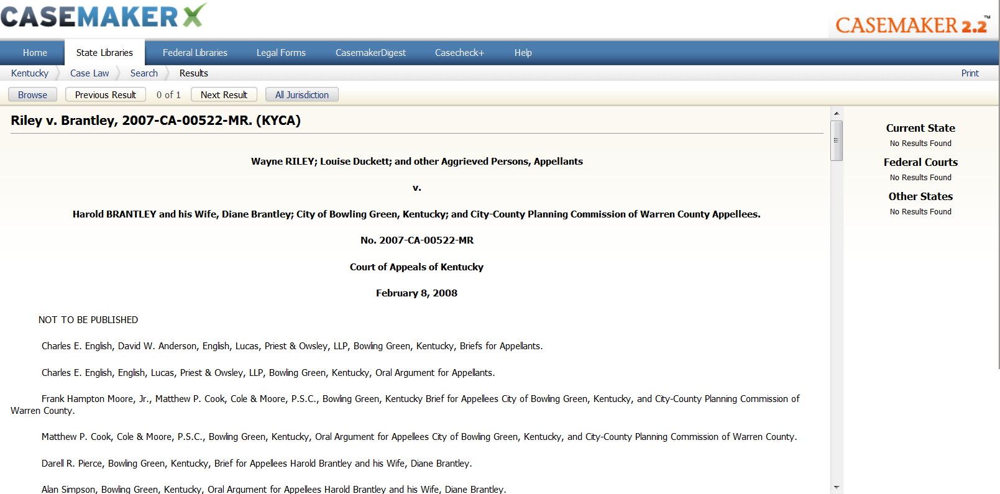 CASEMAKER X
CASEMAKER 2.2™
Home State Libraries Federal Libraries Legal Forms CasemakerDigest Casecheck+ Help
Kentucky Case Law Search Results Print
Browse Previous Result 0 of 1 Next Result All Jurisdiction
Riley v. Brantley, 2007-CA-00522-MR. (KYCA)
Wayne RILEY; Louise Duckett; and other Aggrieved Persons, Appellants
v.
Harold BRANTLEY and his Wife, Diane Brantley; City of Bowling Green, Kentucky; and City-County Planning Commission of Warren County Appellees.
No. 2007-CA-00522-MR
Court of Appeals of Kentucky
February 8, 2008
NOT TO BE PUBLISHED
Charles E. English, David W. Anderson, English, Lucas, Priest & Owsley, LLP, Bowling Green, Kentucky, Briefs for Appellants.
Charles E. English, English, Lucas, Priest & Owsley, LLP, Bowling Green, Kentucky, Oral Argument for Appellants.
Frank Hampton Moore, Jr., Matthew P. Cook, Cole & Moore, P.S.C., Bowling Green, Kentucky Brief for Appellees City of Bowling Green, Kentucky, and City-County Planning Commission of
Warren County.
Matthew P. Cook, Cole & Moore, P.S.C., Bowling Green, Kentucky, Oral Argument for Appellees City of Bowling Green, Kentucky, and City-County Planning Commission of Warren County.
Darell R. Pierce, Bowling Green, Kentucky, Brief for Appellees Harold Brantley and his Wife, Diane Brantley.
Alan Simpson, Bowling Green, Kentucky, Oral Argument for Appellees Harold Brantley and his Wife, Diane Brantley.
Current State
No Results Found
Federal Courts
No Results Found
Other States
No Results Found